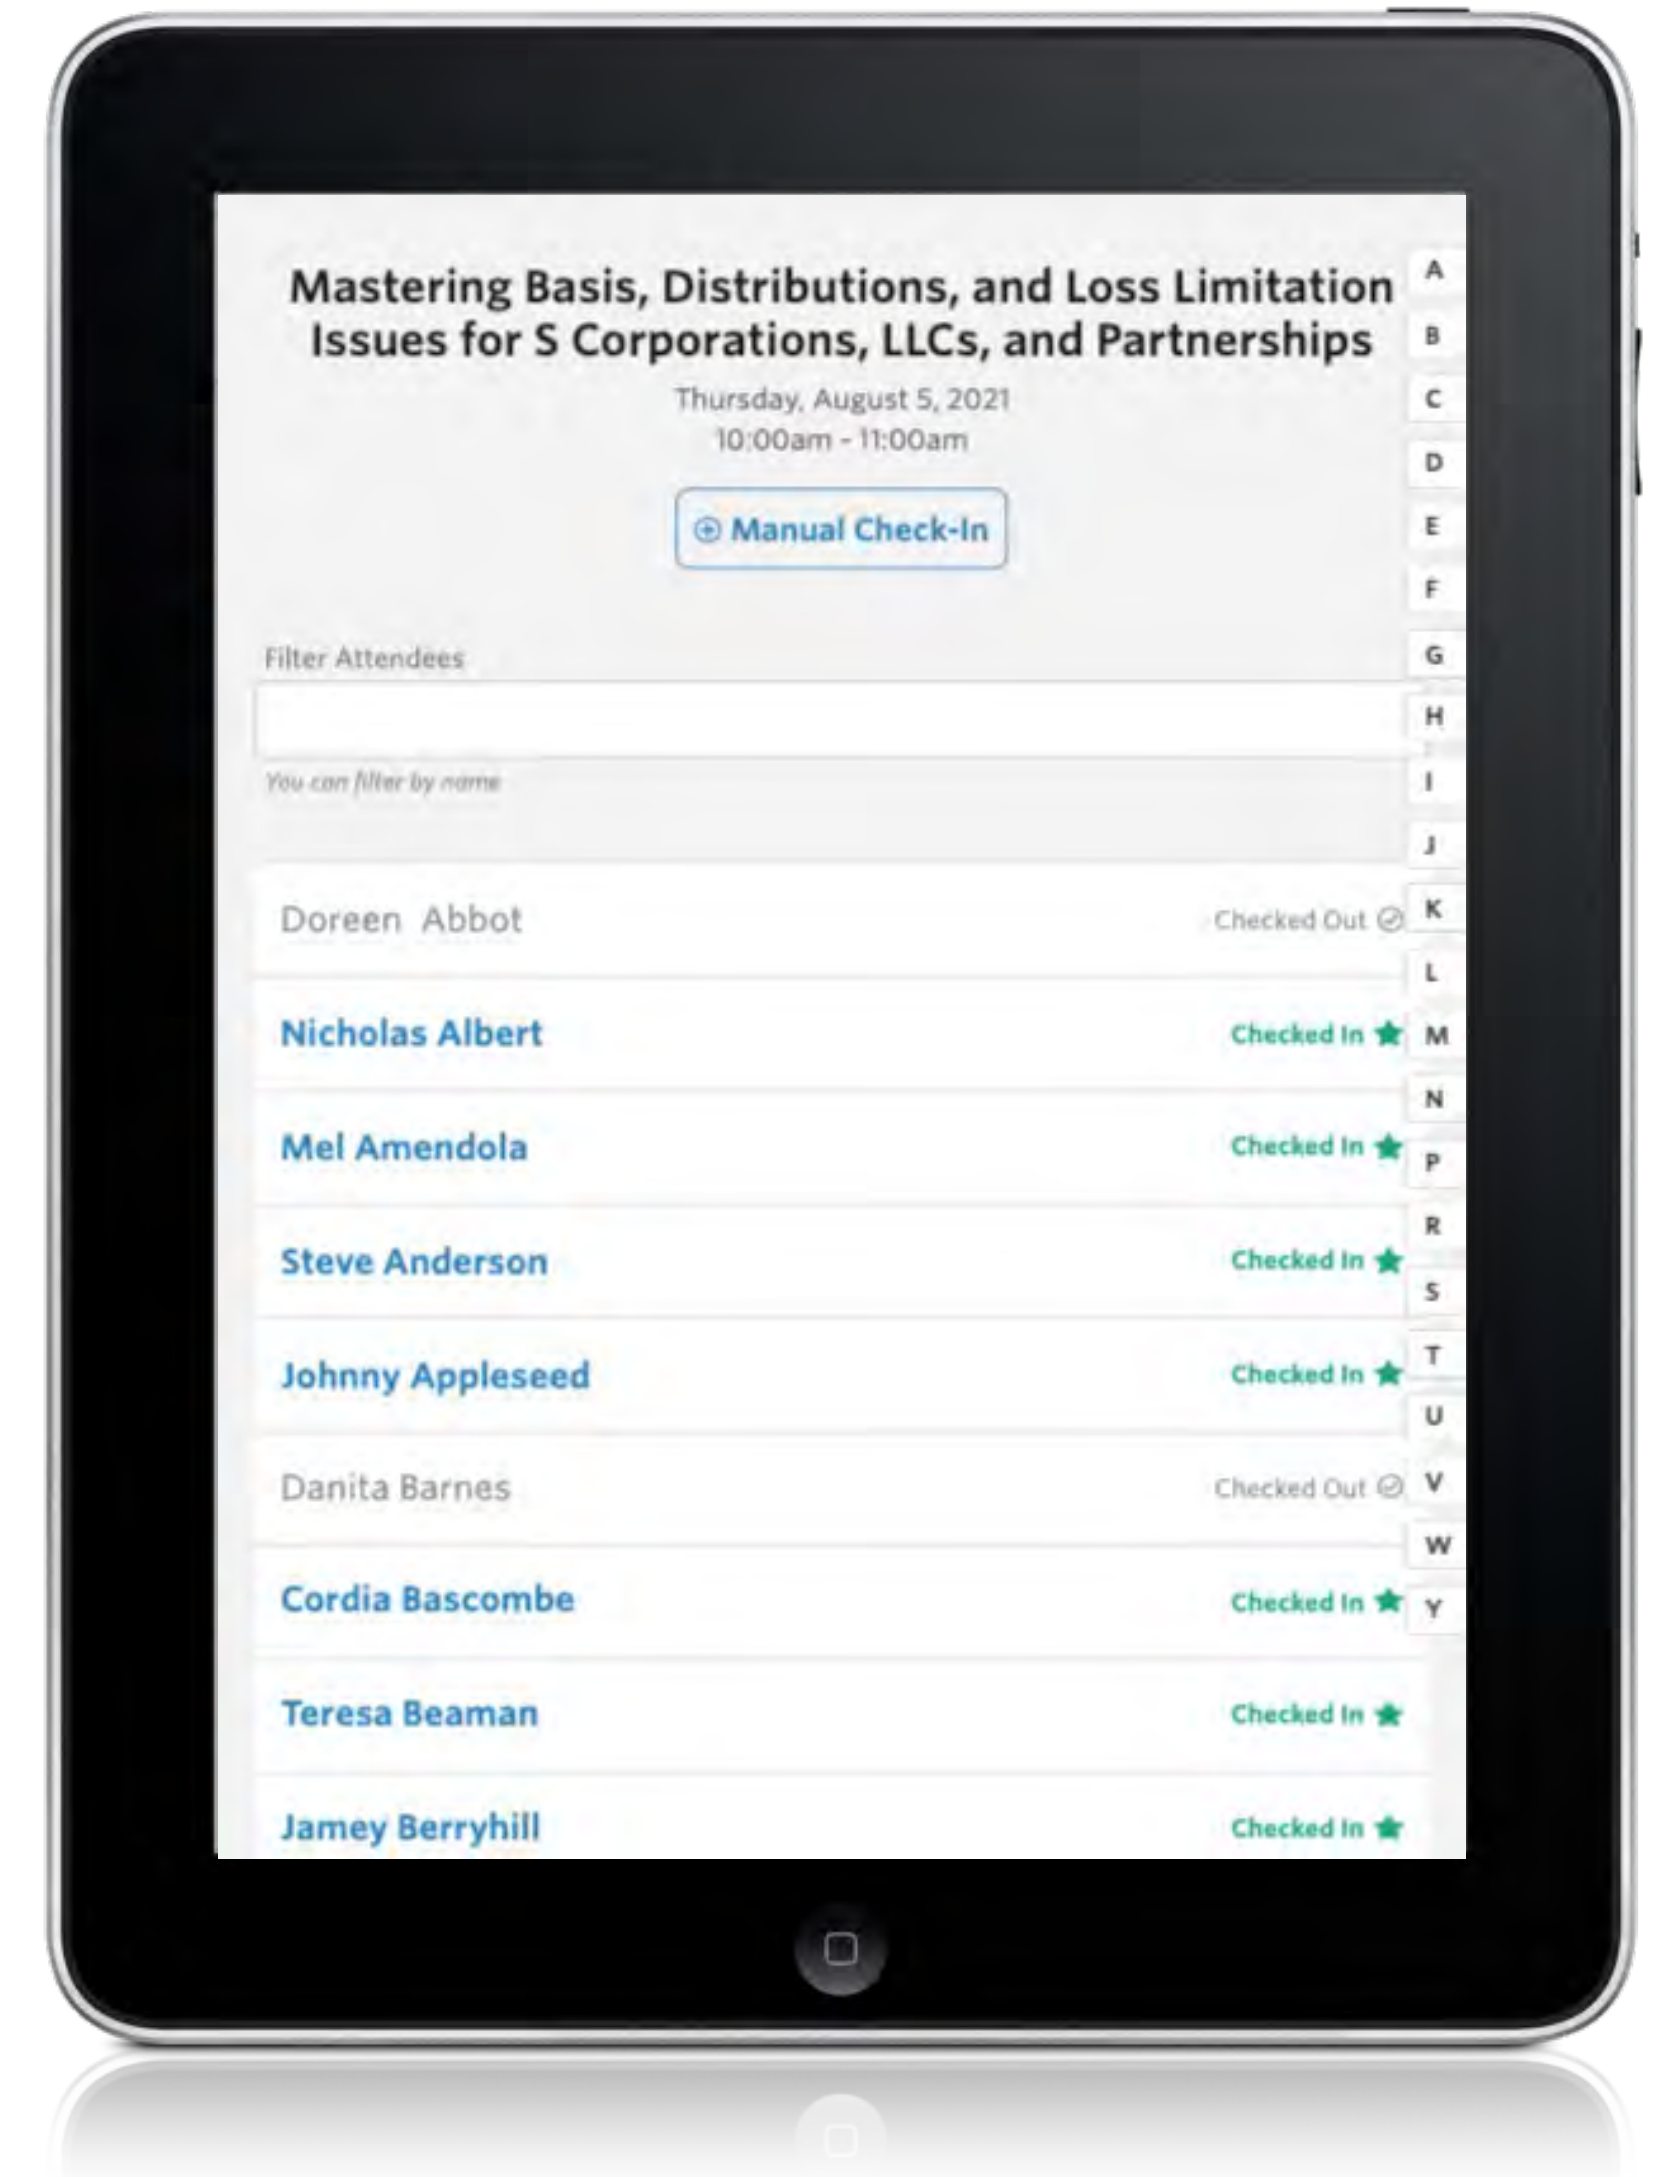 Mastering Basis, Distributions, and Loss Limitation
Issues for S Corporations, LLCs, and Partnerships
Thursday, August 5, 2021
10:00am - 11:00am
Manual Check-In
Filter Attendees
You can filter by name
Doreen Abbot Checked Out
Nicholas Albert Checked In
Mel Amendola Checked In
Steve Anderson Checked In
Johnny Appleseed Checked In
Danita Barnes Checked Out
Cordia Bascombe Checked In
Teresa Beaman Checked In
Jamey Berryhill Checked In
A
B
C
D
E
F
G
H
I
J
K
L
M
N
P
R
S
T
U
V
W
Y